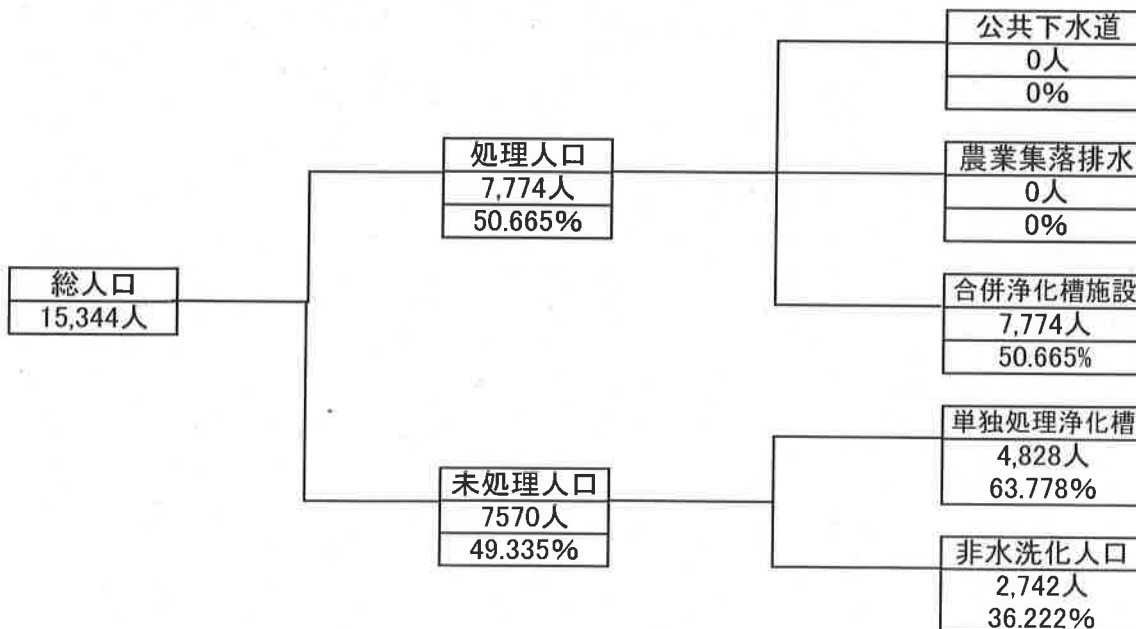 総人口
15,344人
処理人口
7,774人
50.665%
未処理人口
7570人
49.335%
公共下水道
0人
0%
農業集落排水
0人
0%
合併浄化槽施設
7,774人
50.665%
単独処理浄化槽
4,828人
63.778%
非水洗化人口
2,742人
36.222%